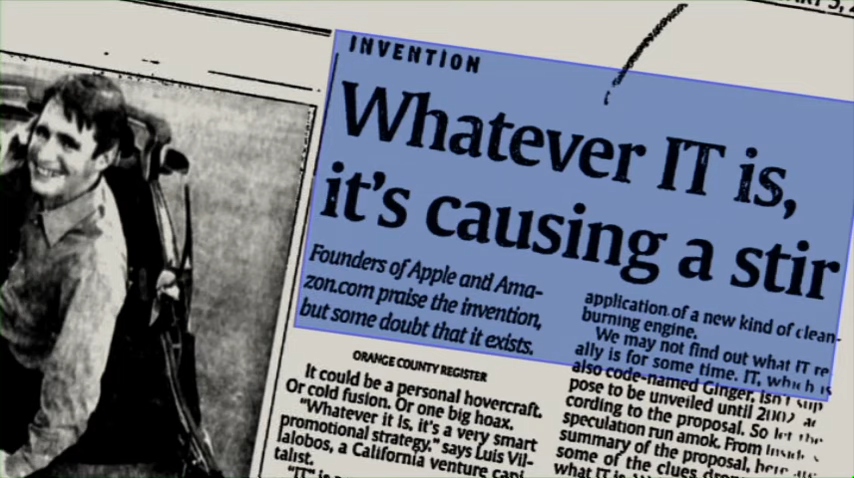 INVENTION
Whatever IT is,
it's causing a stir
Founders of Apple and Ama-
zon.com praise the invention,
but some doubt that it exists.
ORANGE COUNTY REGISTER
It could be a personal hovercraft.
Or cold fusion. Or one big hoax.
"Whatever it is, it's a very smart
promotional strategy," says Luis Vil-
lalobos, a California venture capi-
talist.
"IT" is
application of a new kind of clean-
burning engine.
We may not find out what IT re
ally is for some time. IT, which is
also code-named Ginger, isn't sup
pose to be unveiled until 2002 ac
cording to the proposal. So let the
speculation run amok. From
summary of the proposal, here are
some of the clues
what IT is.